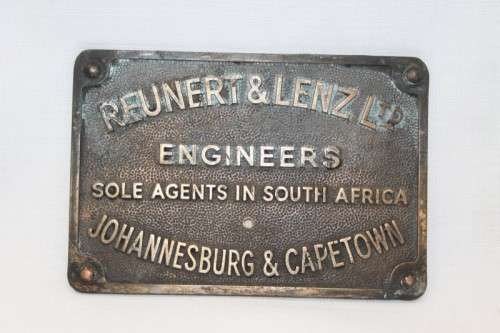 REUNERT & LENZ LTD
ENGINEERS
SOLE AGENTS IN SOUTH AFRICA
JOHANNESBURG & CAPETOWN